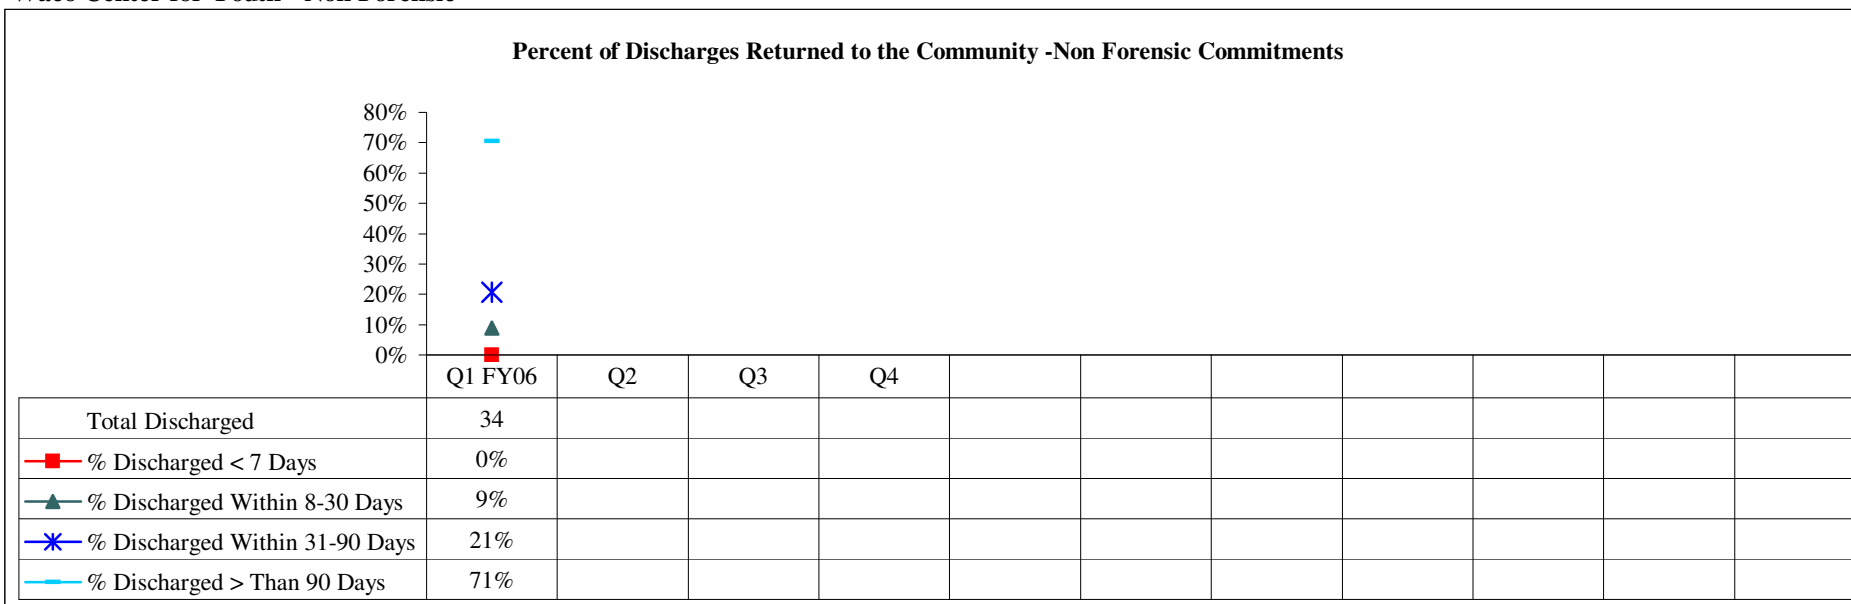 Percent of Discharges Returned to the Community -Non Forensic Commitments
80%
70%
60%
50%
40%
30%
20%
10%
0%
Q1 FY06 Q2 Q3 Q4
Total Discharged 34
% Discharged < 7 Days 0%
% Discharged Within 8-30 Days 9%
% Discharged Within 31-90 Days 21%
% Discharged > Than 90 Days 71%